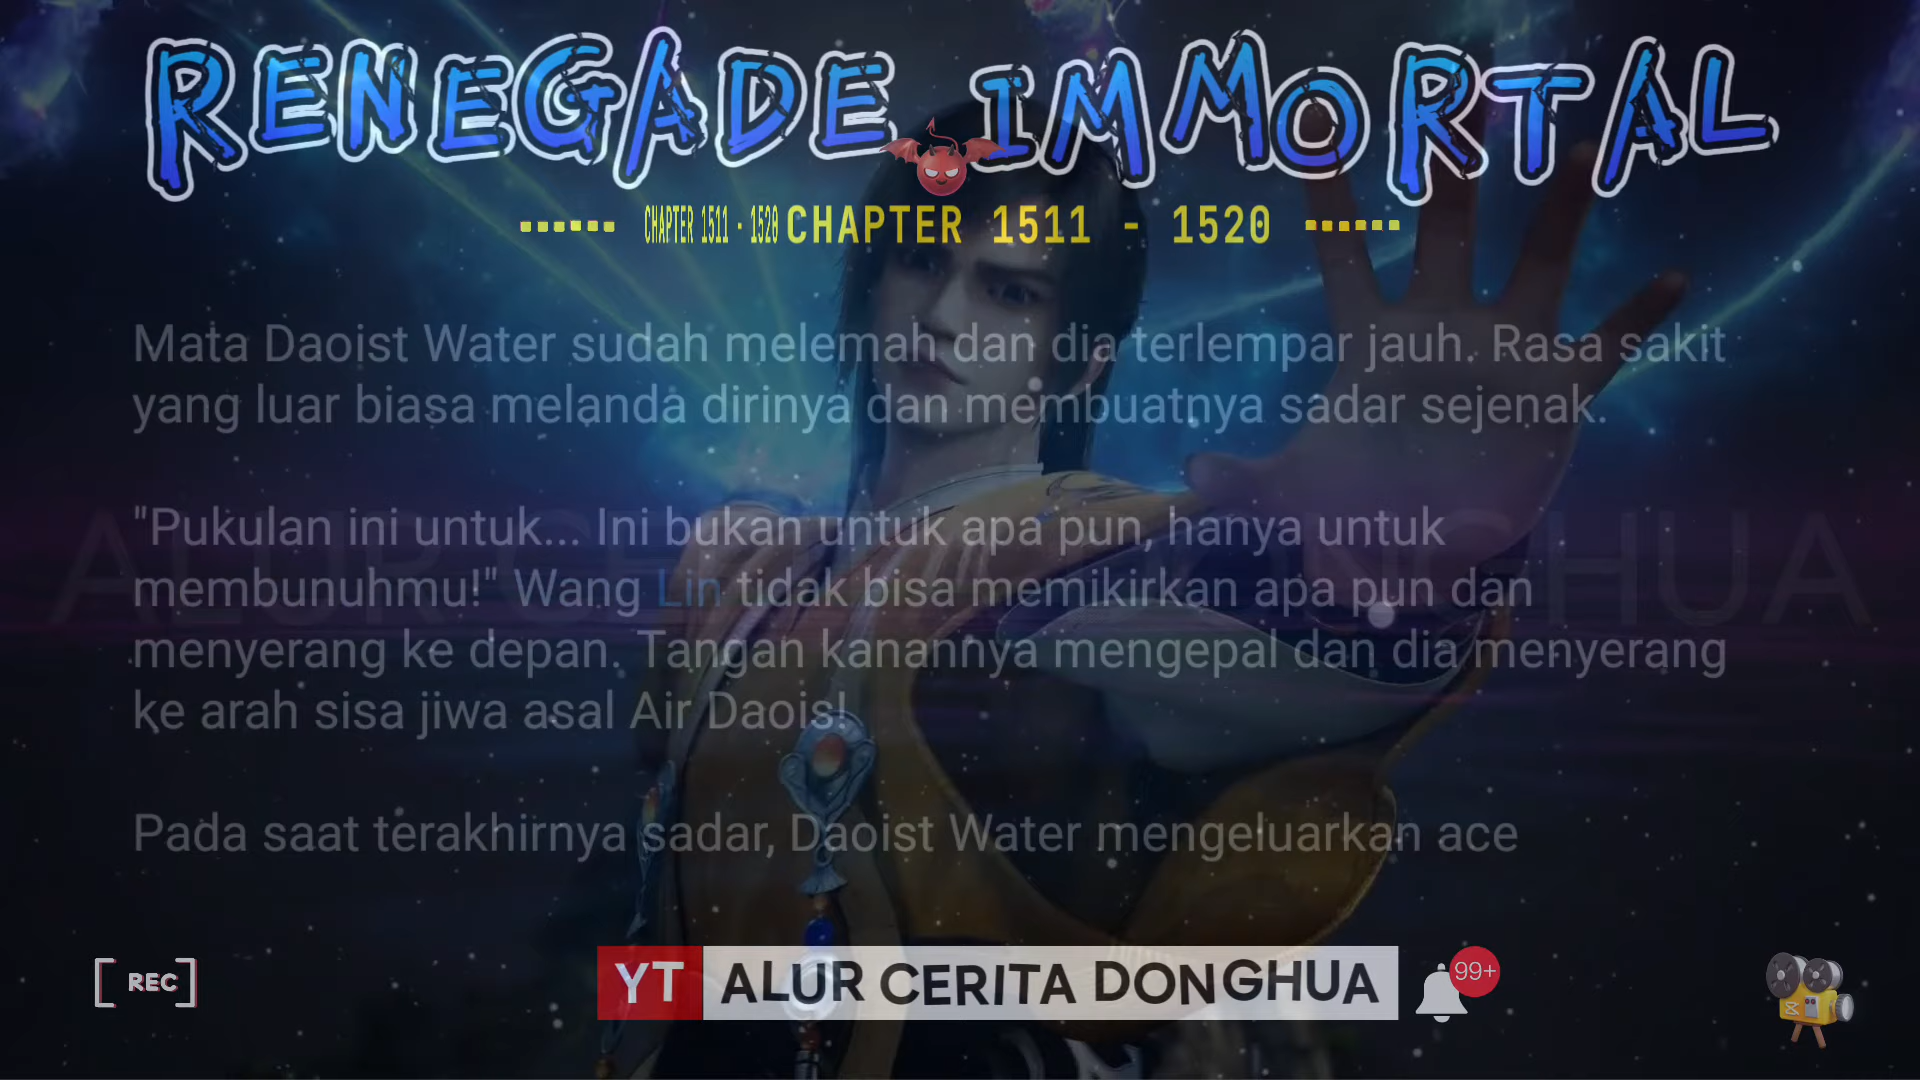 RENEGADE IMMORTAL
CHAPTER 1511 - 1520 CHAPTER 1511 - 1520
Mata Daoist Water sudah melemah dan dia terlempar jauh. Rasa sakit
yang luar biasa melanda dirinya dan membuatnya sadar sejenak.
"Pukulan ini untuk... Ini bukan untuk apa pun, hanya untuk
membunuhmu!" Wang Lin tidak bisa memikirkan apa pun dan
menyerang ke depan. Tangan kanannya mengepal dan dia menyerang
ke arah sisa jiwa asal Air Daois!
Pada saat terakhirnya sadar, Daoist Water mengeluarkan ace
[ REC ]
YT ALUR CERITA DONGHUA
99+